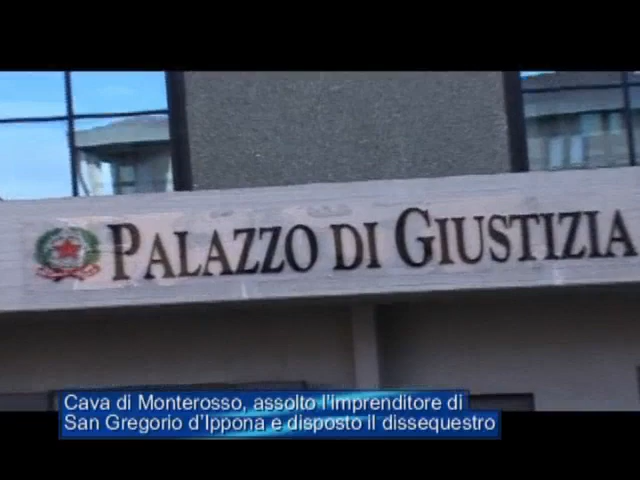 PALAZZO DI GIUSTIZIA
Cava di Monterosso, assolto l'imprenditore di
San Gregorio d'Ippona e disposto il dissequestro